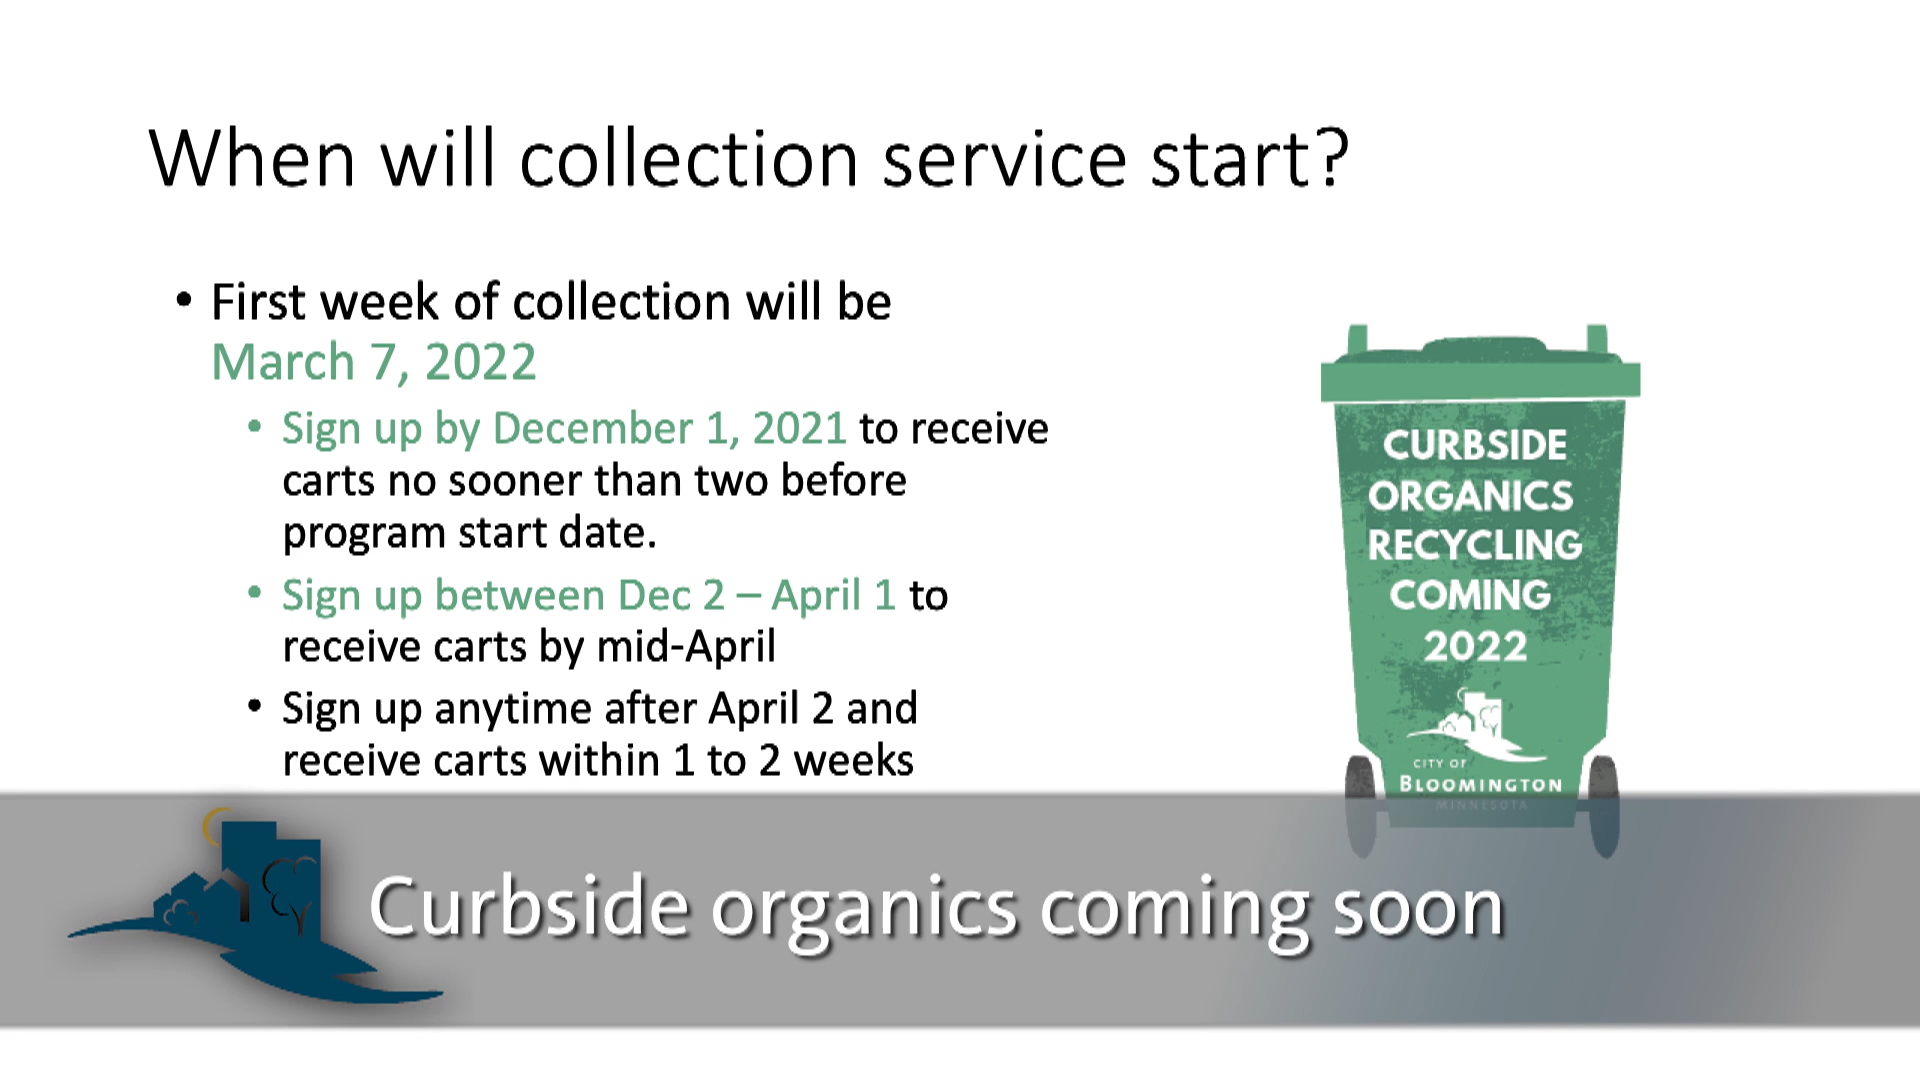 When will collection service start?
• First week of collection will be
March 7, 2022
• Sign up by December 1, 2021 to receive
carts no sooner than two before
program start date.
• Sign up between Dec 2 – April 1 to
receive carts by mid-April
• Sign up anytime after April 2 and
receive carts within 1 to 2 weeks
CURBSIDE
ORGANICS
RECYCLING
COMING
2022
CITY OF
BLOOMINGTON
MINNESOTA
Curbside organics coming soon